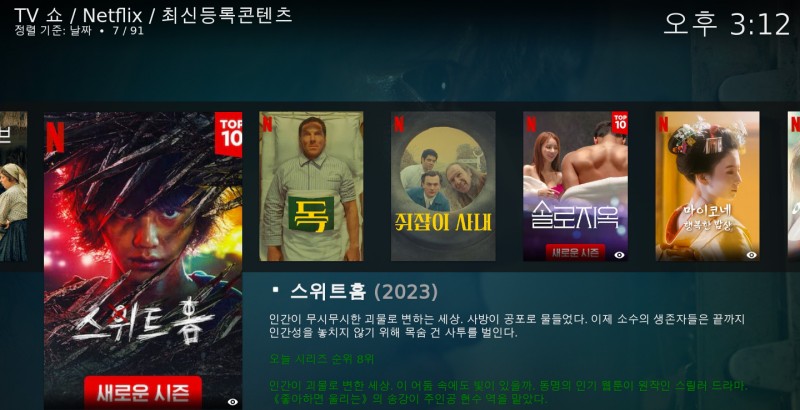 TV 쇼 / Netflix / 최신등록콘텐츠
정렬 기준: 날짜 • 7 / 91
오후 3:12
브
N
TOP
10
스위트홈
새로운 시즌
N
독
N
쥐잡이 사내
N
TOP
10
솔로지옥
새로운 시즌
N
마이코네
행복한 밥상
N
스위트홈 (2023)
인간이 무시무시한 괴물로 변하는 세상. 사방이 공포로 물들었다. 이제 소수의 생존자들은 끝까지
인간성을 놓치지 않기 위해 목숨 건 사투를 벌인다.
오늘 시리즈 순위 8위
인간이 괴물로 변한 세상. 이 어둠 속에도 빛이 있을까. 동명의 인기 웹툰이 원작인 스릴러 드라마.
《좋아하면 울리는》의 송강이 주인공 현수 역을 맡았다.